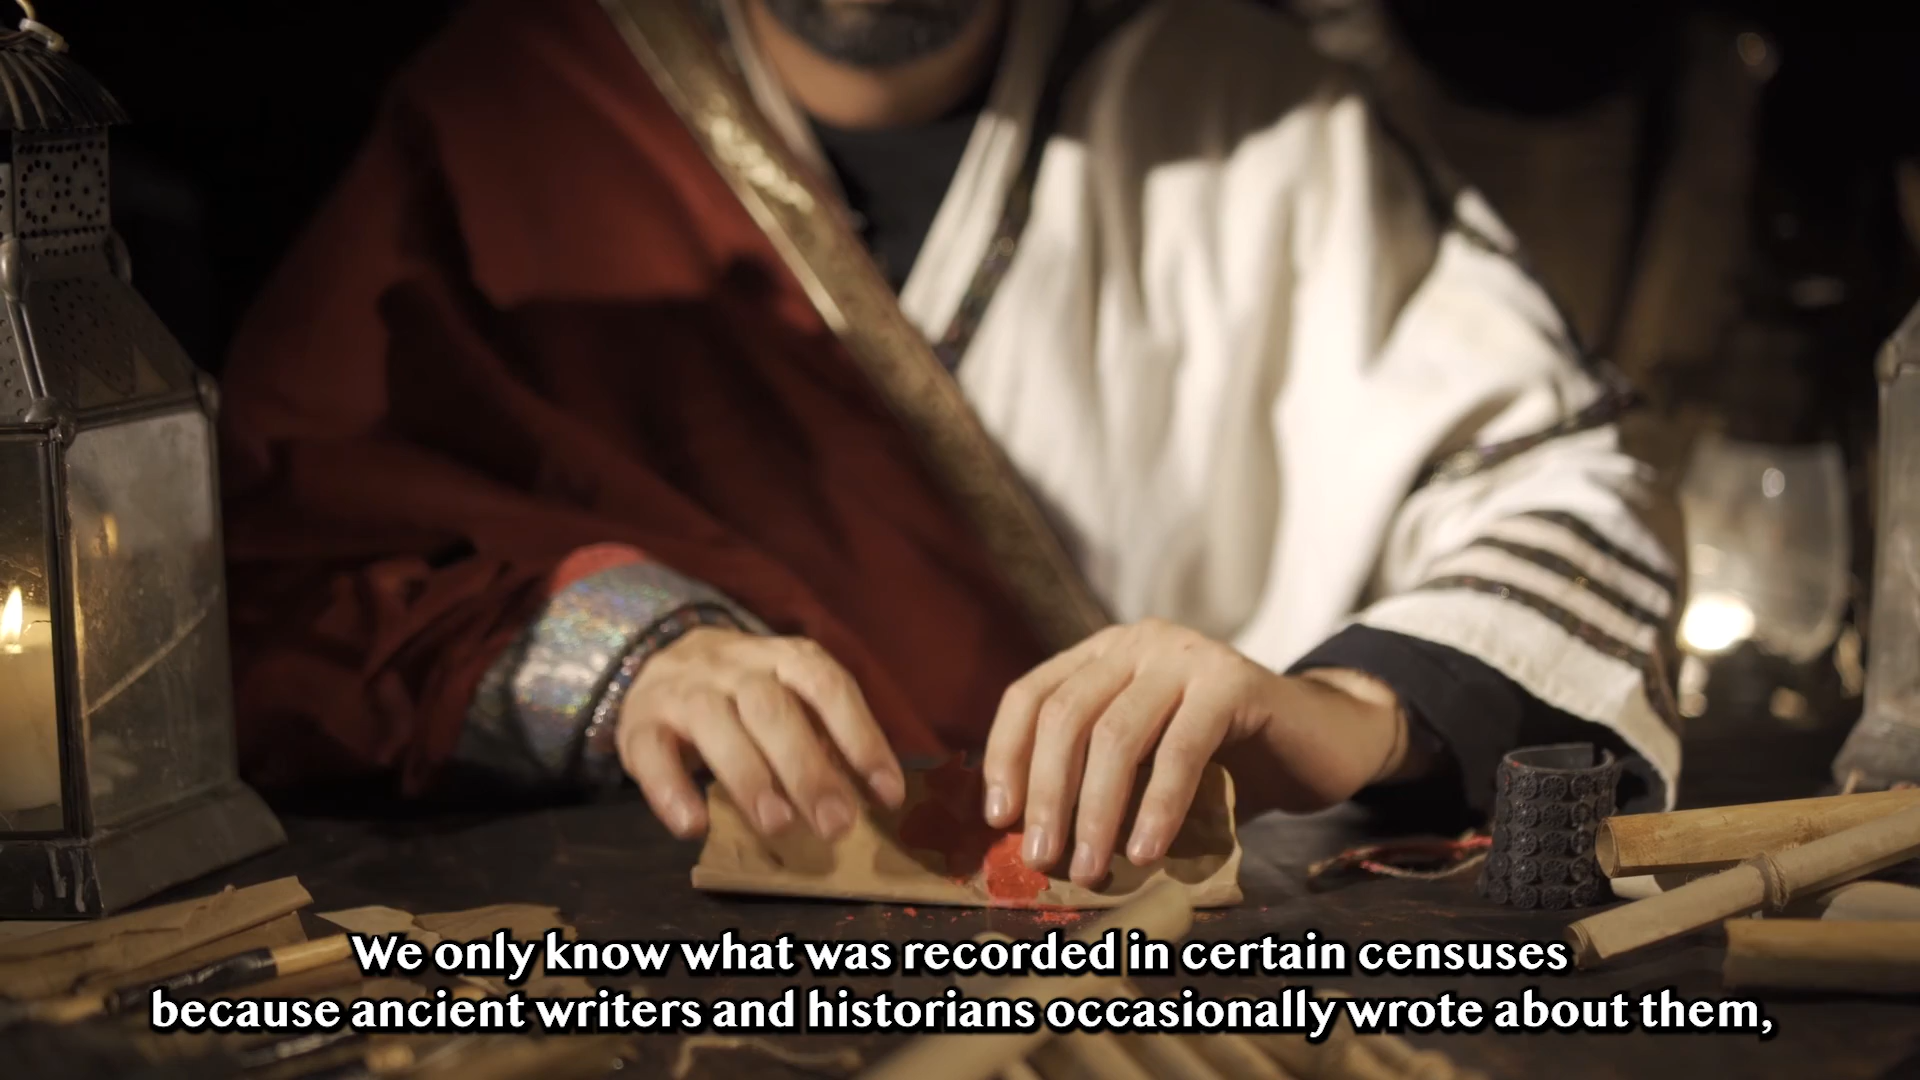 We only know what was recorded in certain censuses
because ancient writers and historians occasionally wrote about them,